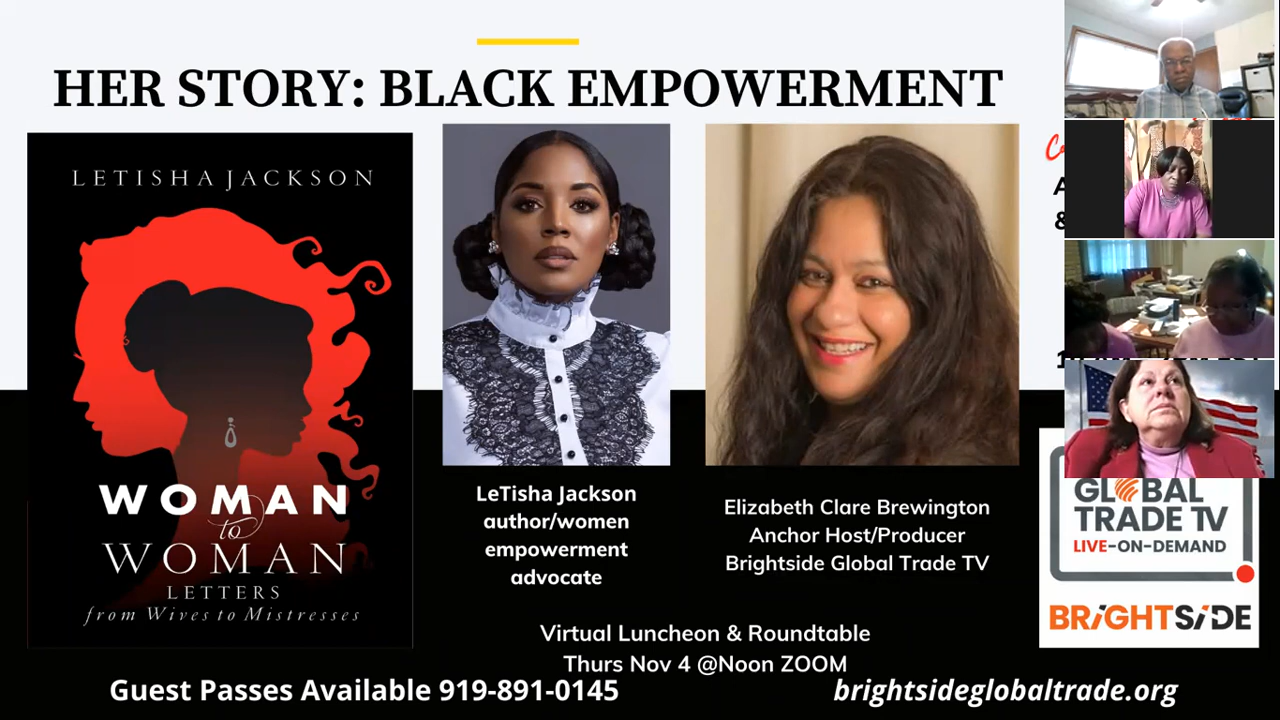 HER STORY: BLACK EMPOWERMENT
LETISHA JACKSON
WOMAN
to
WOMAN
LETTERS
from Wives to Mistresses
LeTisha Jackson
author/women
empowerment
advocate
Elizabeth Clare Brewington
Anchor Host/Producer
Brightside Global Trade TV
Virtual Luncheon & Roundtable
Thurs Nov 4 @Noon ZOOM
Guest Passes Available 919-891-0145
brightsideglobaltrade.org
&
GLOBAL
TRADE TV
LIVE-ON-DEMAND
BRIGHTSIDE